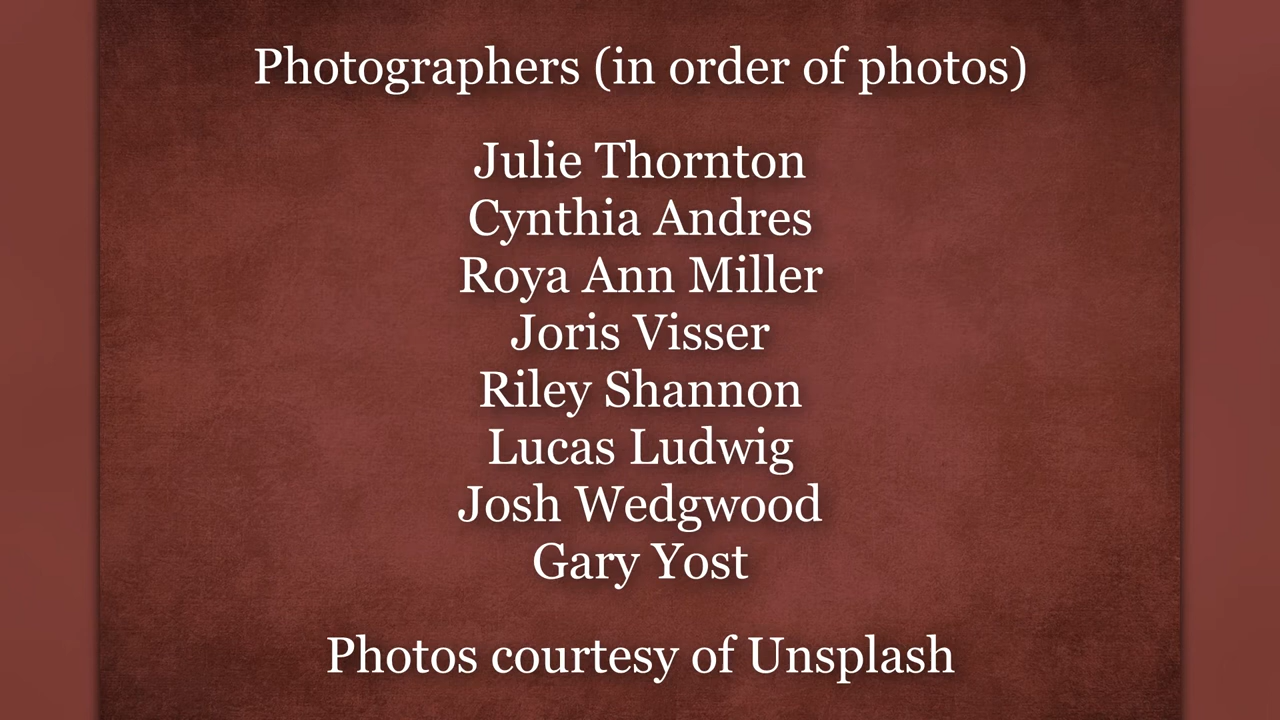 Photographers (in order of photos)
Julie Thornton
Cynthia Andres
Roya Ann Miller
Joris Visser
Riley Shannon
Lucas Ludwig
Josh Wedgwood
Gary Yost
Photos courtesy of Unsplash